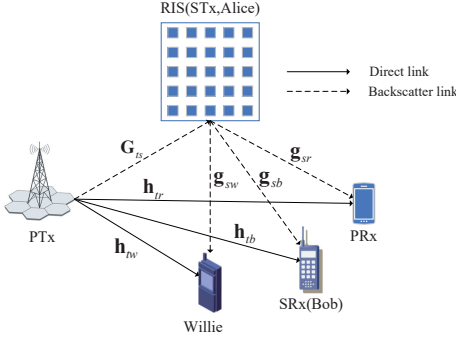 RIS(STx,Alice)
Direct link
Backscatter link
G_ts
g_sr
g_sw
g_sb
h_tr
h_tb
h_tw
PTx
PRx
SRx(Bob)
Willie